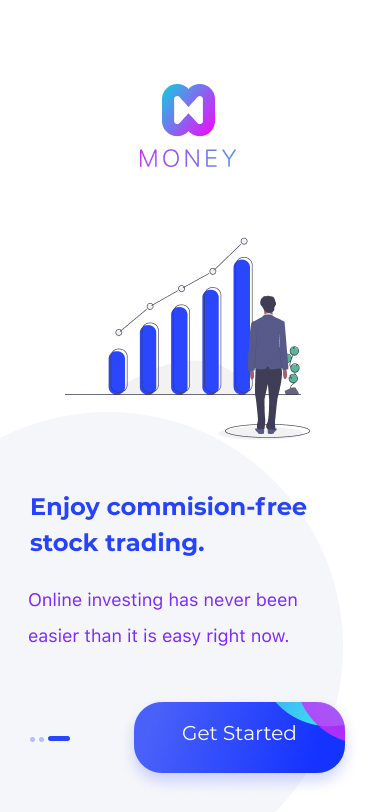 MONEY
Enjoy commision-free
stock trading.
Online investing has never been
easier than it is easy right now.
Get Started